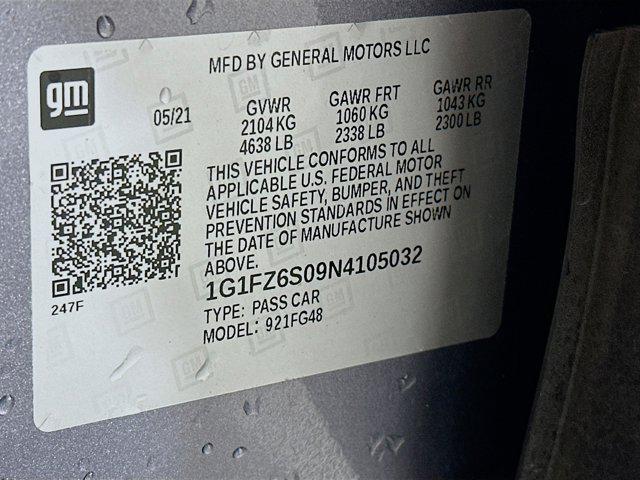 MFD BY GENERAL MOTORS LLC
gm
05/21
GVWR
2104 KG
4638 LB
GAWR FRT
1060 KG
2338 LB
GAWR RR
1043 KG
2300 LB
THIS VEHICLE CONFORMS TO ALL
APPLICABLE U.S. FEDERAL MOTOR
VEHICLE SAFETY, BUMPER, AND THEFT
PREVENTION STANDARDS IN EFFECT ON
THE DATE OF MANUFACTURE SHOWN
ABOVE.
1G1FZ6S09N4105032
TYPE: PASS CAR
MODEL: 921FG48
247F